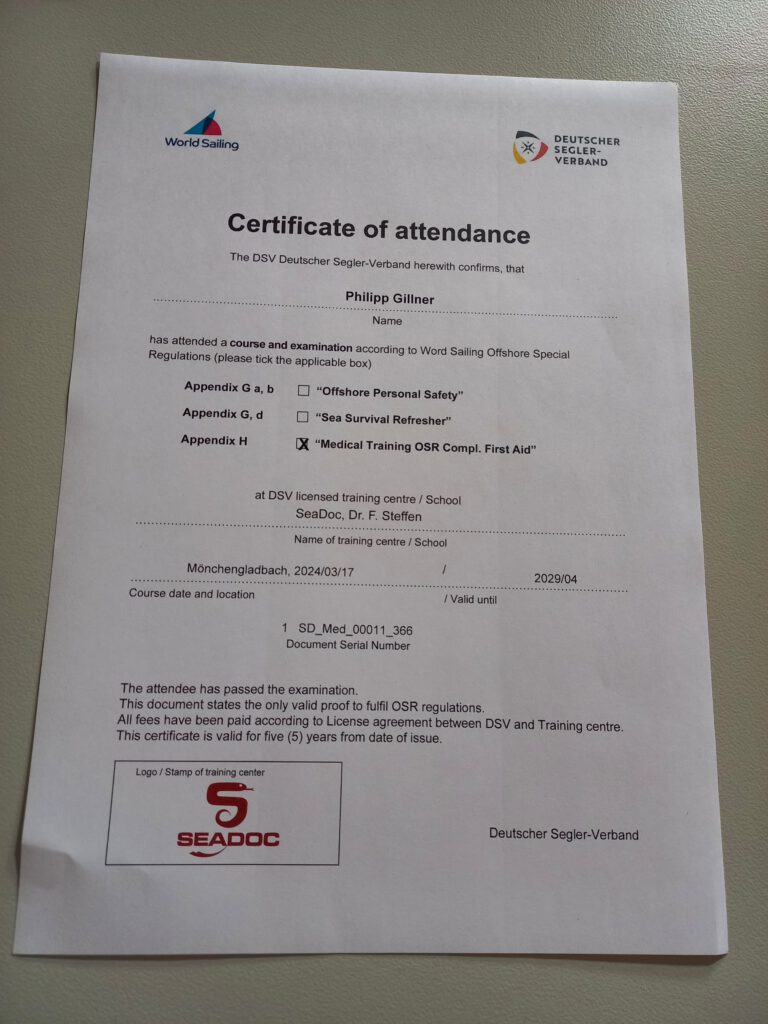 World Sailing
DEUTSCHER
SEGLER-
VERBAND
Certificate of attendance
The DSV Deutscher Segler-Verband herewith confirms, that
Philipp Gillner
Name
has attended a course and examination according to Word Sailing Offshore Special
Regulations (please tick the applicable box)
Appendix G a, b ☐ “Offshore Personal Safety”
Appendix G, d ☐ “Sea Survival Refresher”
Appendix H ☒ “Medical Training OSR Compl. First Aid”
at DSV licensed training centre / School
SeaDoc, Dr. F. Steffen
Name of training centre / School
Mönchengladbach, 2024/03/17 / 2029/04
Course date and location / Valid until
1 SD_Med_00011_366
Document Serial Number
The attendee has passed the examination.
This document states the only valid proof to fulfil OSR regulations.
All fees have been paid according to License agreement between DSV and Training centre.
This certificate is valid for five (5) years from date of issue.
Logo / Stamp of training center
SEADOC
Deutscher Segler-Verband